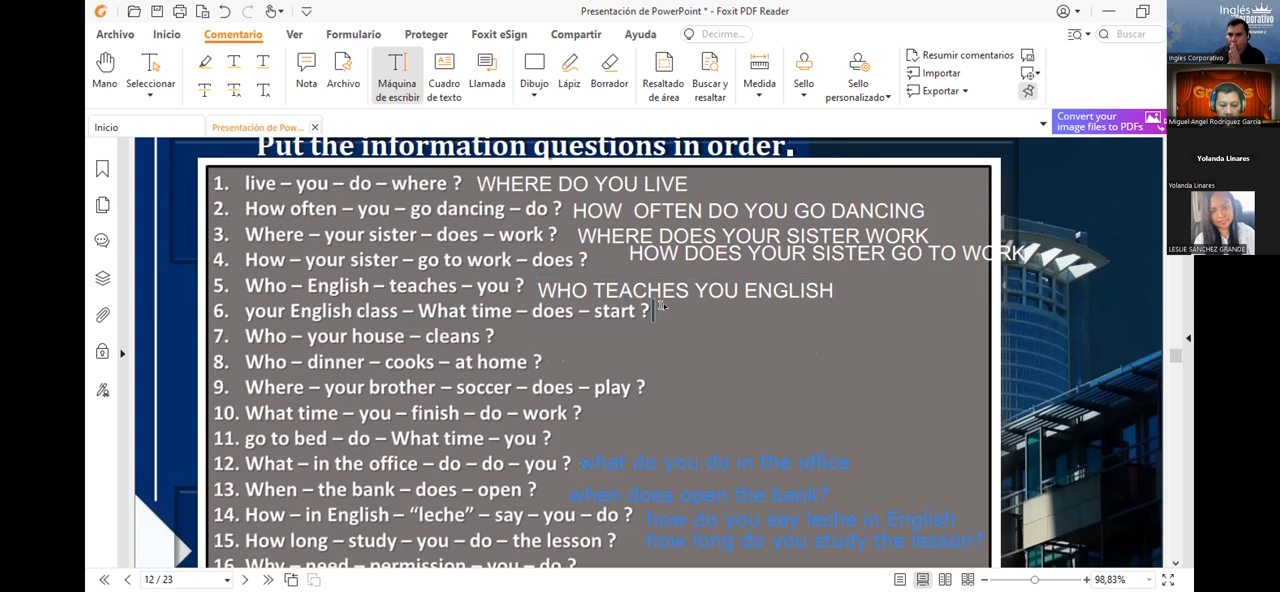 Presentación de PowerPoint * - Foxit PDF Reader
Archivo Inicio Comentario Ver Formulario Proteger Foxit eSign Compartir Ayuda Decirme... Buscar
Mano Seleccionar Nota Archivo Máquina de escribir Cuadro de texto Llamada Dibujo Lápiz Borrador Resaltado de área Buscar y resaltar Medida Sello Sello personalizado
Resumir comentarios
Importar
Exportar
Inicio Presentación de Pow...
Convert your image files to PDFs
Inglés Corporativo
Ingles Corporativo
Miguel Angel Rodriguez Garcia
Yolanda Linares
Yolanda Linares
LESLIE SANCHEZ GRANDE
Put the information questions in order.
1. live – you – do – where ? WHERE DO YOU LIVE
2. How often – you – go dancing – do ? HOW OFTEN DO YOU GO DANCING
3. Where – your sister – does – work ? WHERE DOES YOUR SISTER WORK
4. How – your sister – go to work – does ? HOW DOES YOUR SISTER GO TO WORK
5. Who – English – teaches – you ? WHO TEACHES YOU ENGLISH
6. your English class – What time – does – start ?
7. Who – your house – cleans ?
8. Who – dinner – cooks – at home ?
9. Where – your brother – soccer – does – play ?
10. What time – you – finish – do – work ?
11. go to bed – do – What time – you ?
12. What – in the office – do – do – you ? what do you do in the office
13. When – the bank – does – open ? when does open the bank?
14. How – in English – “leche” – say – you – do ? how do you say leche in English
15. How long – study – you – do – the lesson ? how long do you study the lesson?
16. Why – need – permission – you – do ?
12 / 23 98,83%